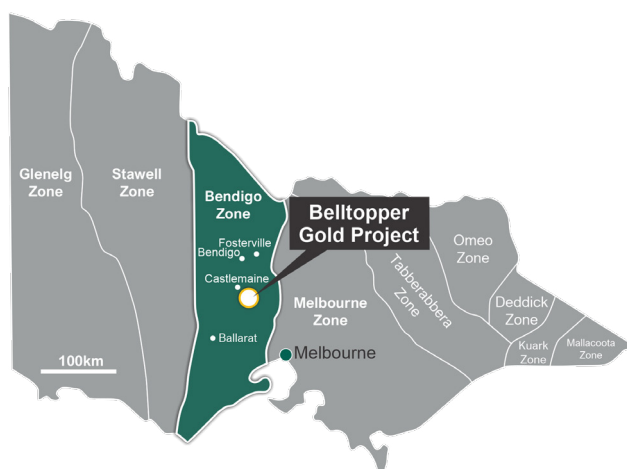 Glenelg
Zone
Stawell
Zone
Bendigo
Zone
Fosterville
Bendigo
Castlemaine
Ballarat
100km
Belltopper
Gold Project
Melbourne
Zone
Melbourne
Tabberabbera
Zone
Omeo
Zone
Deddick
Zone
Kuark
Zone
Mallacoota
Zone